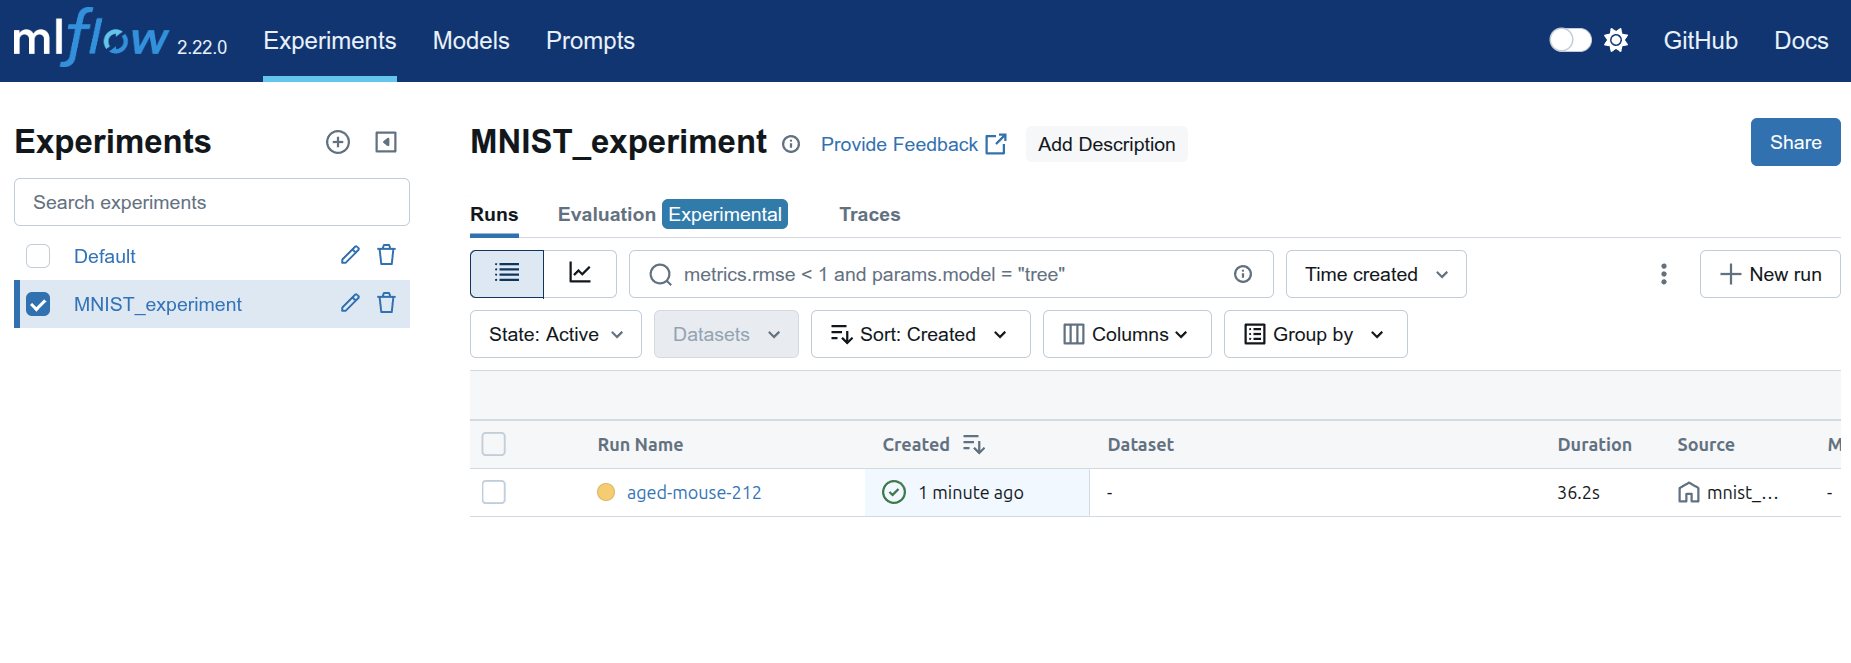 mlflow 2.22.0 Experiments Models Prompts GitHub Docs
Experiments
Search experiments
Default
MNIST_experiment
MNIST_experiment Provide Feedback Add Description Share
Runs Evaluation Experimental Traces
metrics.rmse < 1 and params.model = "tree" Time created New run
State: Active Datasets Sort: Created Columns Group by
Run Name Created Dataset Duration Source M
aged-mouse-212 1 minute ago - 36.2s mnist_... -